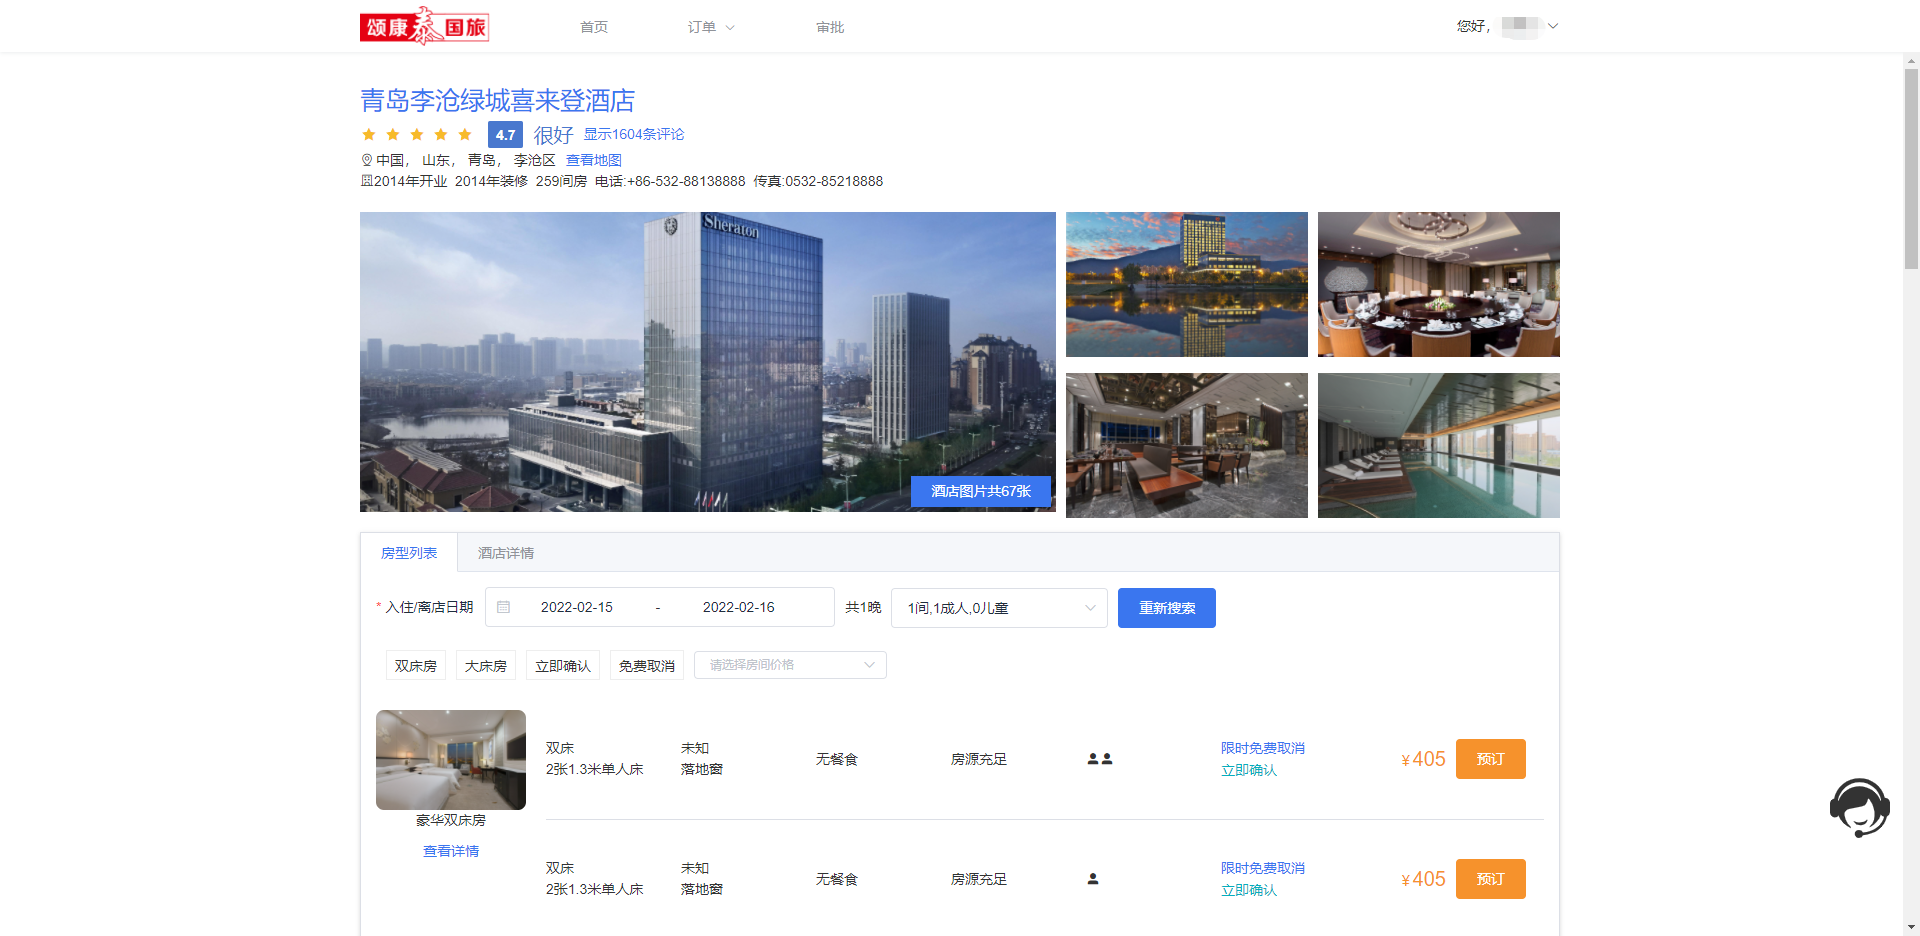 颂康泰国旅
首页
订单
审批
您好,
青岛李沧绿城喜来登酒店
4.7 很好 显示1604条评论
中国， 山东， 青岛， 李沧区 查看地图
2014年开业 2014年装修 259间房 电话:+86-532-88138888 传真:0532-85218888
Sheraton
酒店图片共67张
房型列表
酒店详情
* 入住/离店日期 2022-02-15 - 2022-02-16 共1晚 1间,1成人,0儿童 重新搜索
双床房 大床房 立即确认 免费取消 请选择房间价格
豪华双床房
查看详情
双床
2张1.3米单人床
未知
落地窗
无餐食
房源充足
限时免费取消
立即确认
¥405
预订
双床
2张1.3米单人床
未知
落地窗
无餐食
房源充足
限时免费取消
立即确认
¥405
预订